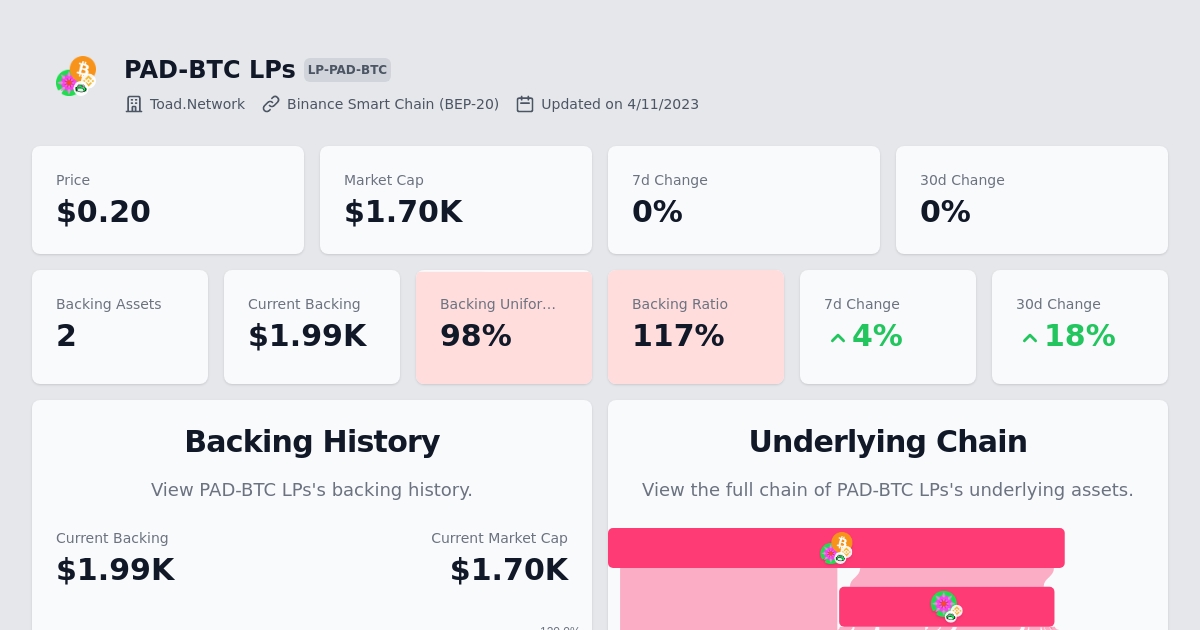 PAD-BTC LPs LP-PAD-BTC
Toad.Network Binance Smart Chain (BEP-20) Updated on 4/11/2023
Price
$0.20
Market Cap
$1.70K
7d Change
0%
30d Change
0%
Backing Assets
2
Current Backing
$1.99K
Backing Unifor...
98%
Backing Ratio
117%
7d Change
4%
30d Change
18%
Backing History
View PAD-BTC LPs's backing history.
Current Backing
$1.99K
Current Market Cap
$1.70K
Underlying Chain
View the full chain of PAD-BTC LPs's underlying assets.